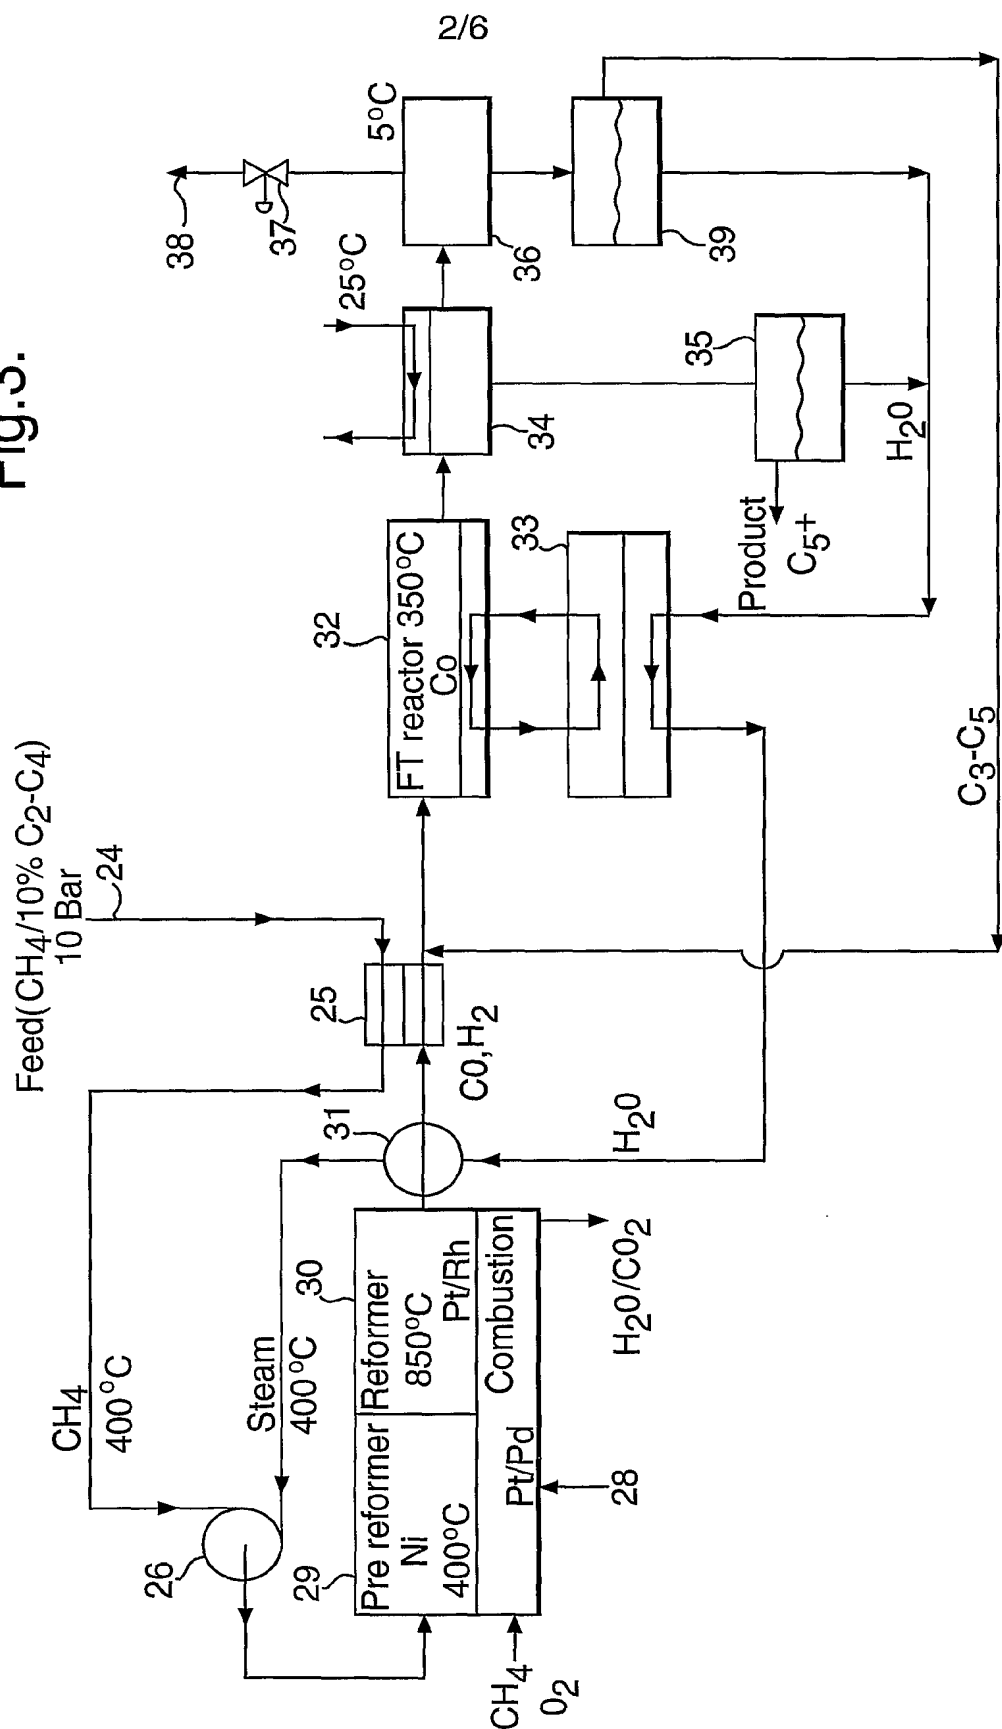 2/6
Fig.3.
Feed(CH4/10% C2-C4)
10 Bar
24
25
CH4
400°C
26
Steam
400°C
31
CO,H2
H2O
29
Pre reformer
Ni
400°C
30
Reformer
850°C
Pt/Rh
Combustion
Pt/Pd
28
CH4
O2
H2O/CO2
32
FT reactor 350°C
Co
33
34
25°C
35
Product
C5+
H2O
36
5°C
37
38
39
C3-C5